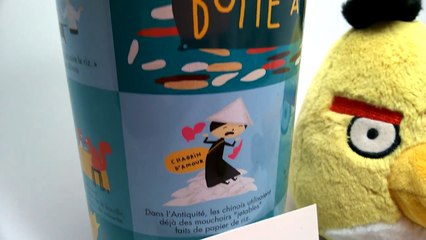 BOITE A
CHAGRIN
D'AMOUR
Dans l'Antiquité, les chinois utilisaient
déjà des mouchoirs "jetables"
faits de papier de riz.